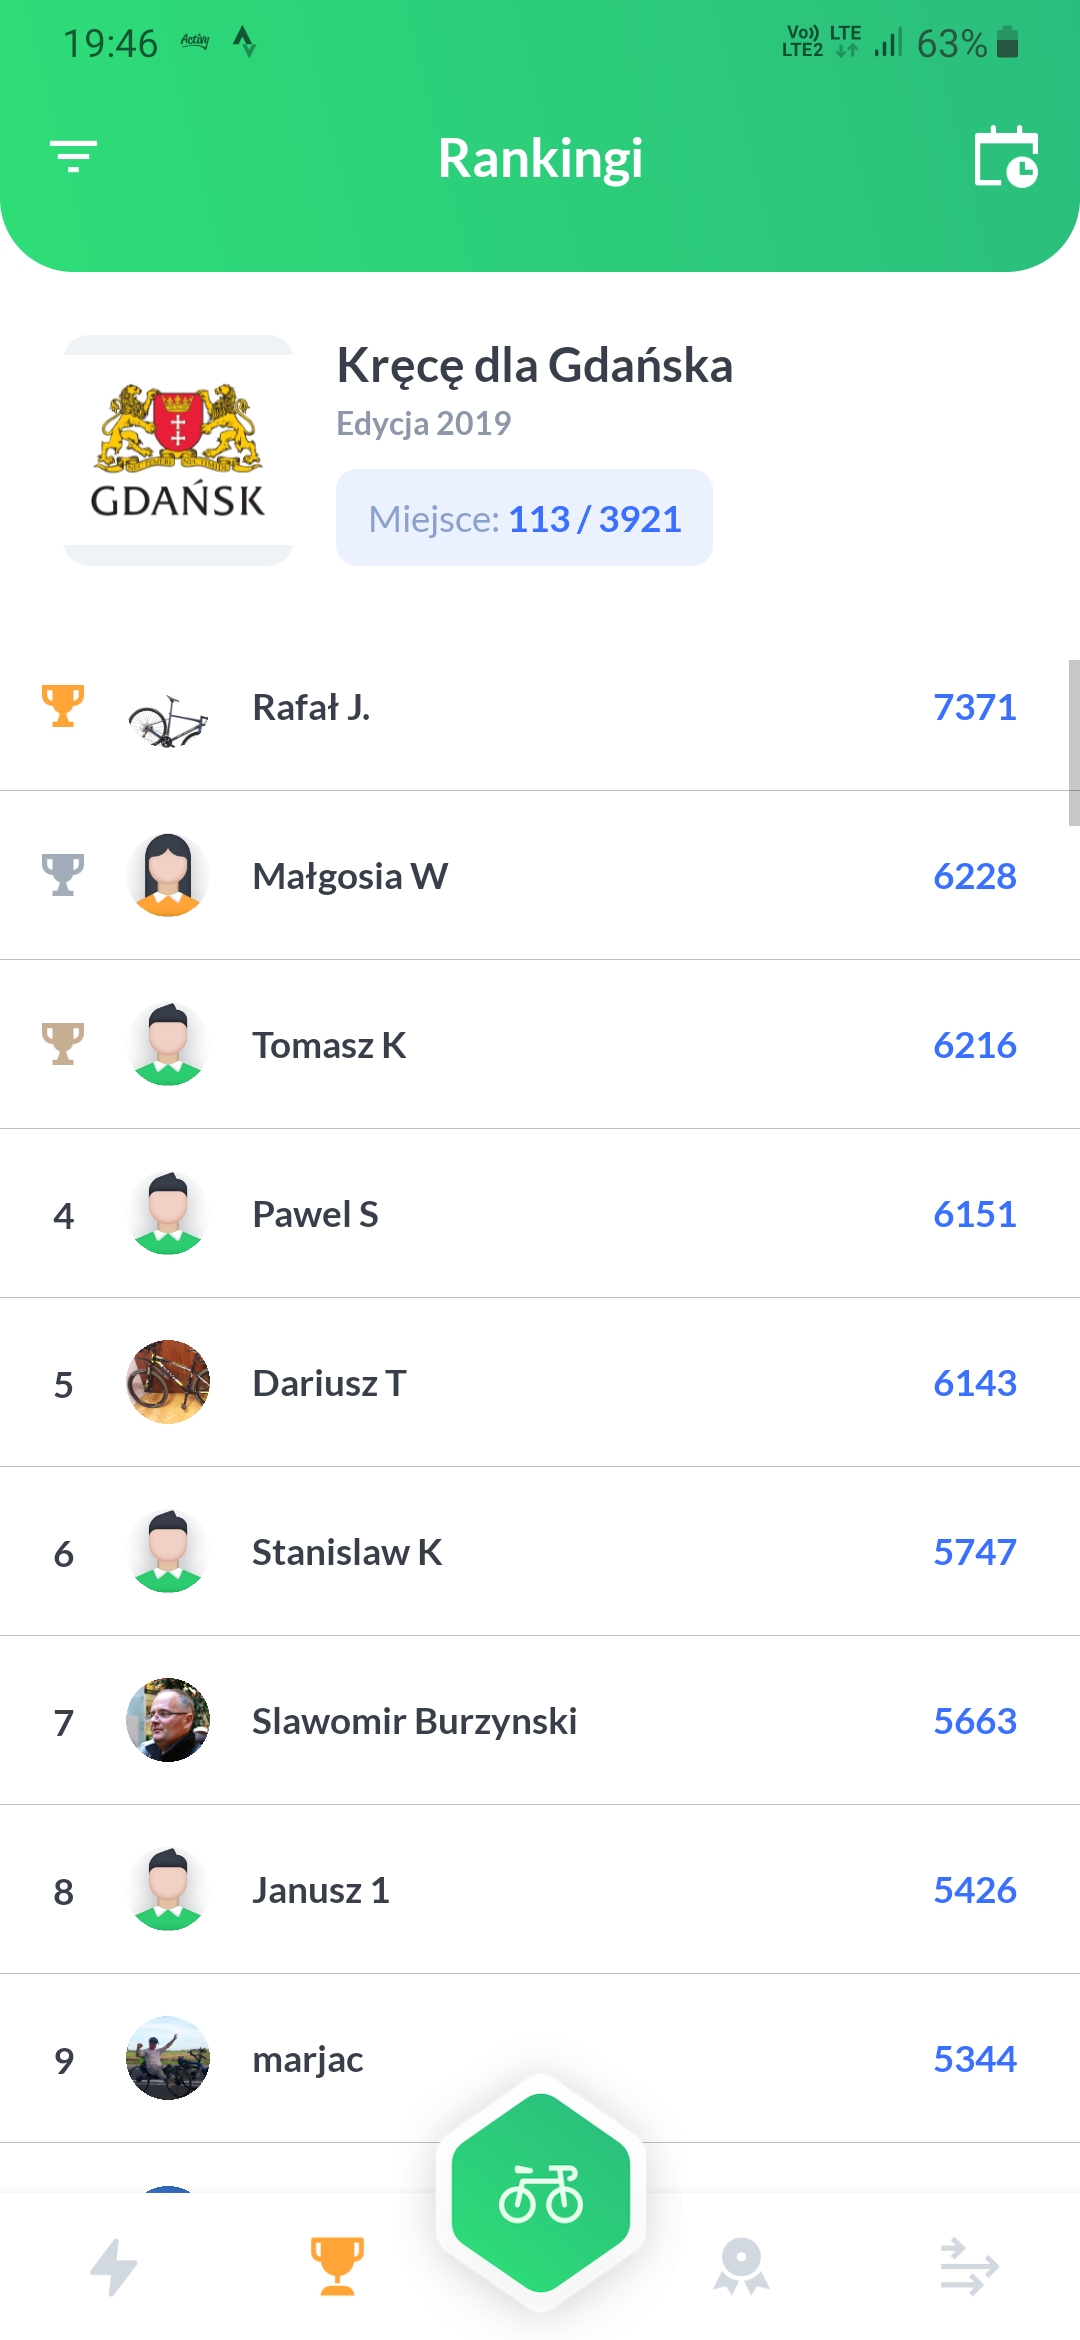 19:46 Activy Vo)) LTE 63%
LTE2
Rankingi
Kręcę dla Gdańska
Edycja 2019
GDAŃSK
Miejsce: 113 / 3921
Rafał J. 7371
Małgosia W 6228
Tomasz K 6216
4 Pawel S 6151
5 Dariusz T 6143
6 Stanislaw K 5747
7 Slawomir Burzynski 5663
8 Janusz 1 5426
9 marjac 5344